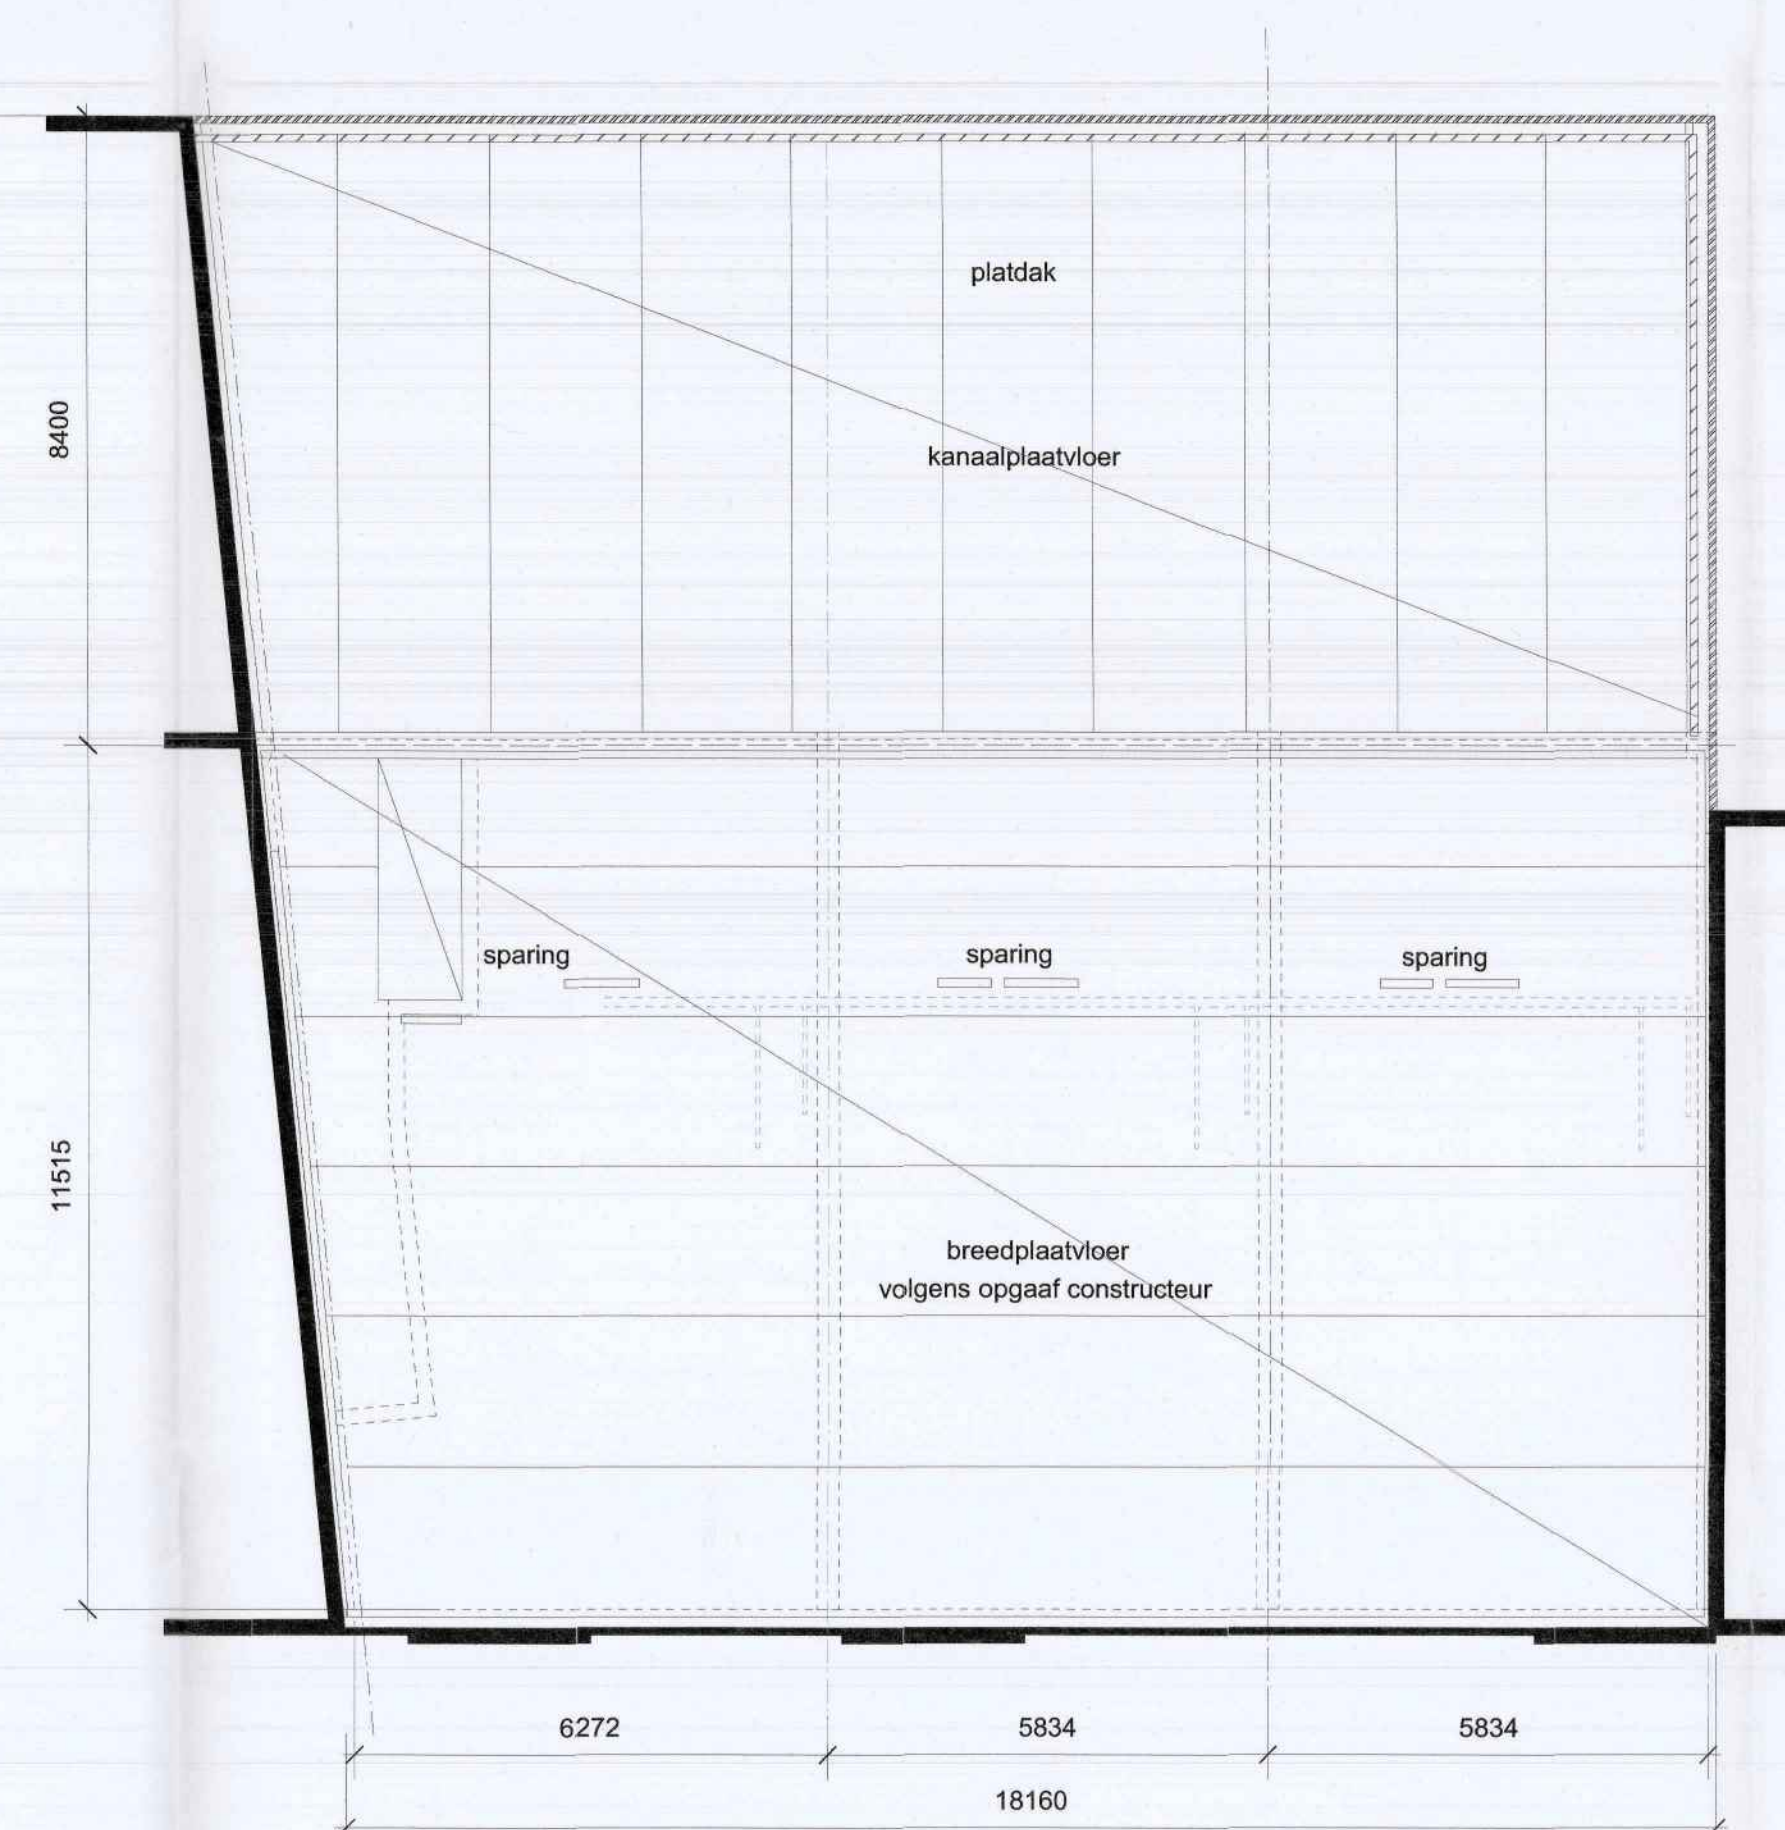 platdak
8400
kanaalplaatvloer
sparing
sparing
sparing
11515
breedplaatvloer
volgens opgaaf constructeur
6272
5834
5834
18160